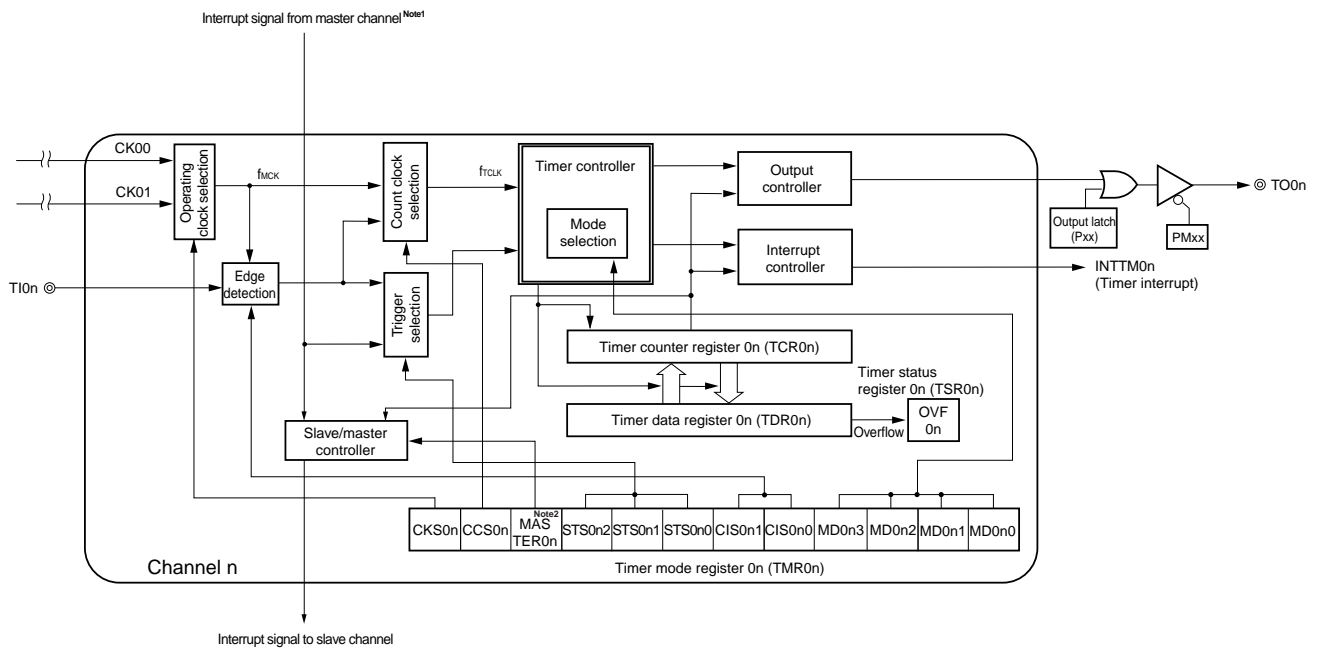 Interrupt signal from master channel Note1
CK00
CK01
Operating
clock selection
fMCK
Count clock
selection
fTCLK
Timer controller
Mode
selection
Output
controller
TO0n
Output latch
(Pxx)
PMxx
Interrupt
controller
INTTM0n
(Timer interrupt)
TI0n
Edge
detection
Trigger
selection
Timer counter register 0n (TCR0n)
Timer status
register 0n (TSR0n)
Timer data register 0n (TDR0n)
Overflow
OVF
0n
Slave/master
controller
CKS0n
CCS0n
Note2
MAS
TER0n
STS0n2
STS0n1
STS0n0
CIS0n1
CIS0n0
MD0n3
MD0n2
MD0n1
MD0n0
Channel n
Timer mode register 0n (TMR0n)
Interrupt signal to slave channel